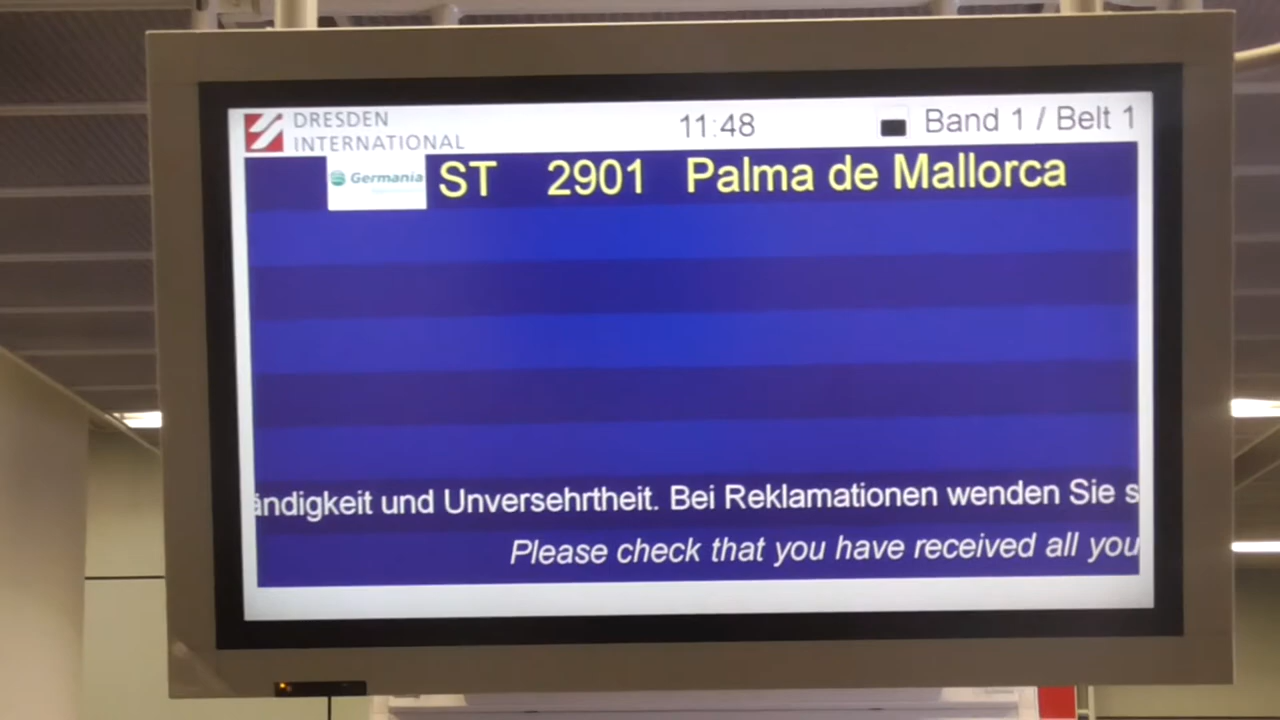 DRESDEN
INTERNATIONAL
11:48
Band 1 / Belt 1
Germania
ST 2901 Palma de Mallorca
ändigkeit und Unversehrtheit. Bei Reklamationen wenden Sie s
Please check that you have received all you